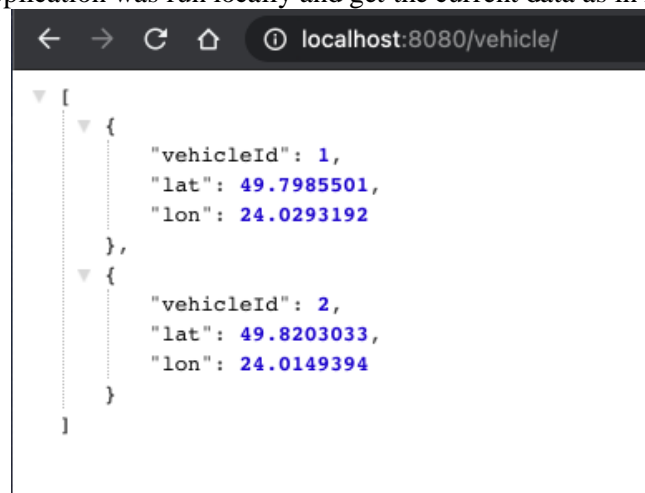 plication was run locally and get the current data as in
localhost:8080/vehicle/
[
{
"vehicleId": 1,
"lat": 49.7985501,
"lon": 24.0293192
},
{
"vehicleId": 2,
"lat": 49.8203033,
"lon": 24.0149394
}
]